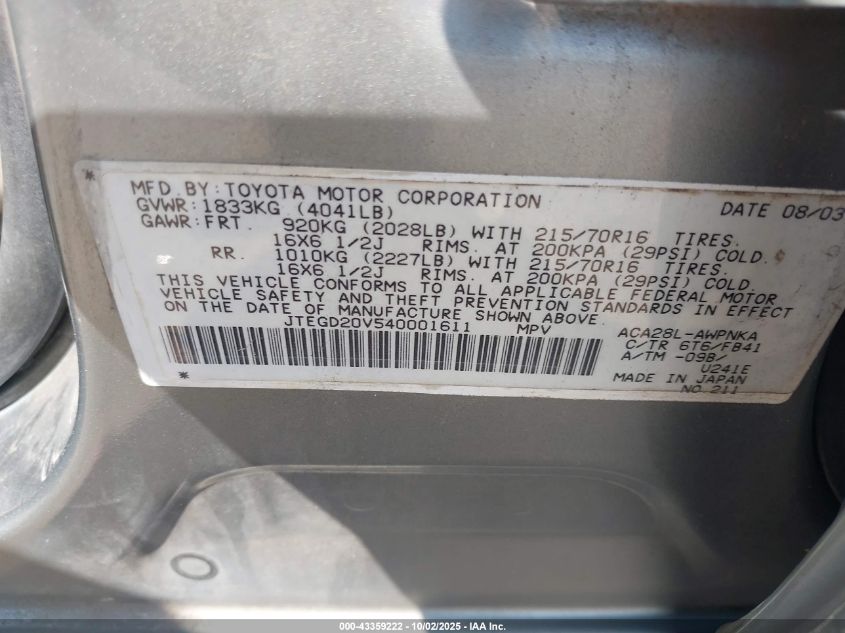 MFD.BY:TOYOTA MOTOR CORPORATION DATE 08/03
GVWR:1833KG (4041LB)
GAWR:FRT. 920KG (2028LB) WITH 215/70R16 TIRES.
16X6 1/2J RIMS. AT 200KPA (29PSI) COLD.
RR. 1010KG (2227LB) WITH 215/70R16 TIRES.
16X6 1/2J RIMS. AT 200KPA (29PSI) COLD.
THIS VEHICLE CONFORMS TO ALL APPLICABLE FEDERAL MOTOR
VEHICLE SAFETY AND THEFT PREVENTION STANDARDS IN EFFECT
ON THE DATE OF MANUFACTURE SHOWN ABOVE.
JTEGD20V540001611 MPV
ACA28L-AWPNKA
C/TR 6T6/FB41
A/TM -09B/
U241E
MADE IN JAPAN
NO.211
000-43359222 - 10/02/2025 - IAA Inc.